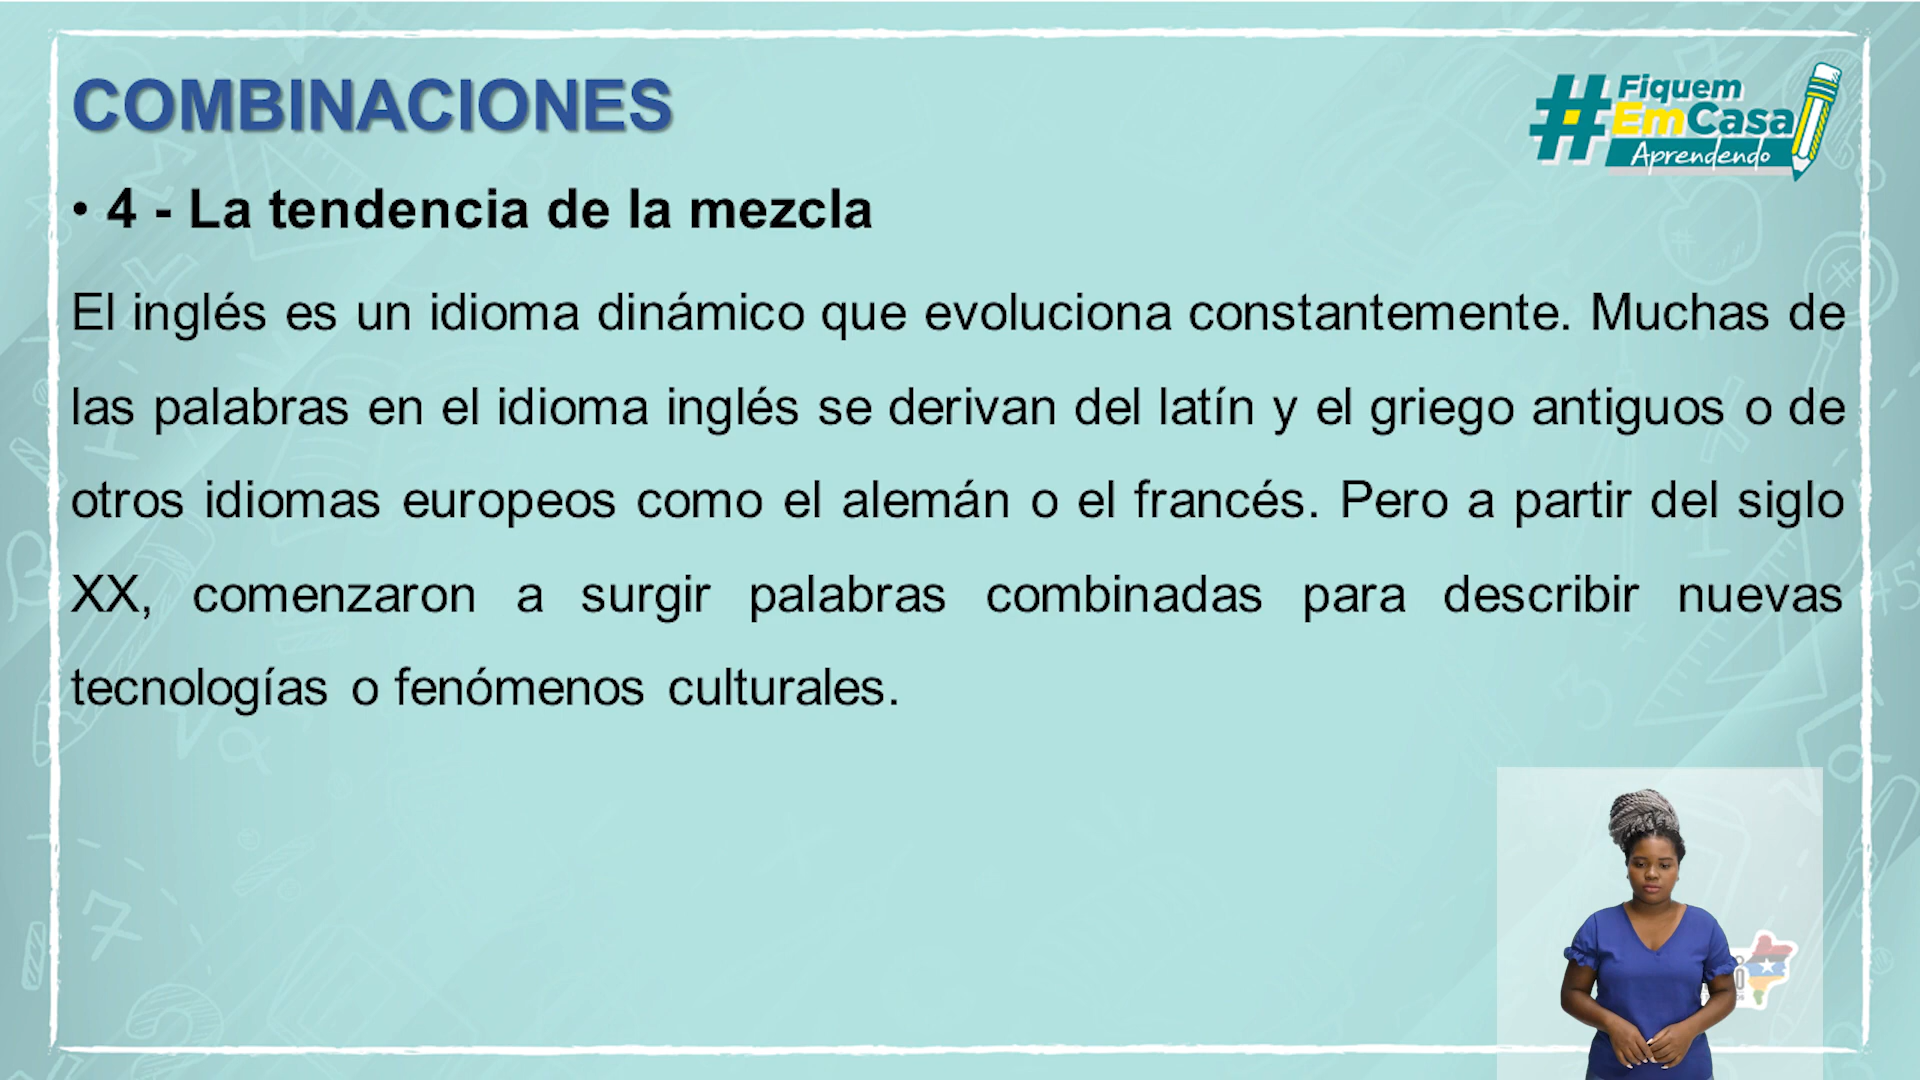 COMBINACIONES
#Fiquem
EmCasa
Aprendendo
• 4 - La tendencia de la mezcla
El inglés es un idioma dinámico que evoluciona constantemente. Muchas de
las palabras en el idioma inglés se derivan del latín y el griego antiguos o de
otros idiomas europeos como el alemán o el francés. Pero a partir del siglo
XX, comenzaron a surgir palabras combinadas para describir nuevas
tecnologías o fenómenos culturales.